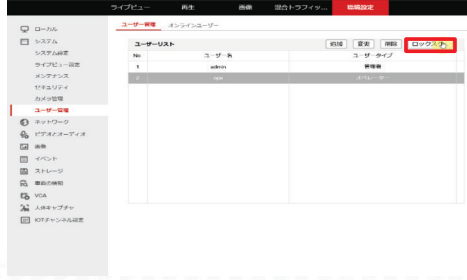 ライブビュー 再生 画像 混合トラフィッ... 環境設定
ユーザー管理 オンラインユーザー
ローカル
システム
システム設定
ライブビュー設定
メンテナンス
セキュリティ
カメラ管理
ユーザー管理
ネットワーク
ビデオとオーディオ
画像
イベント
ストレージ
車両の検知
VCA
人体キャプチャ
IOTチャンネル設定
ユーザーリスト 追加 変更 削除
No ユーザー名 ユーザータイプ
1 admin 管理者
2 オペレーター